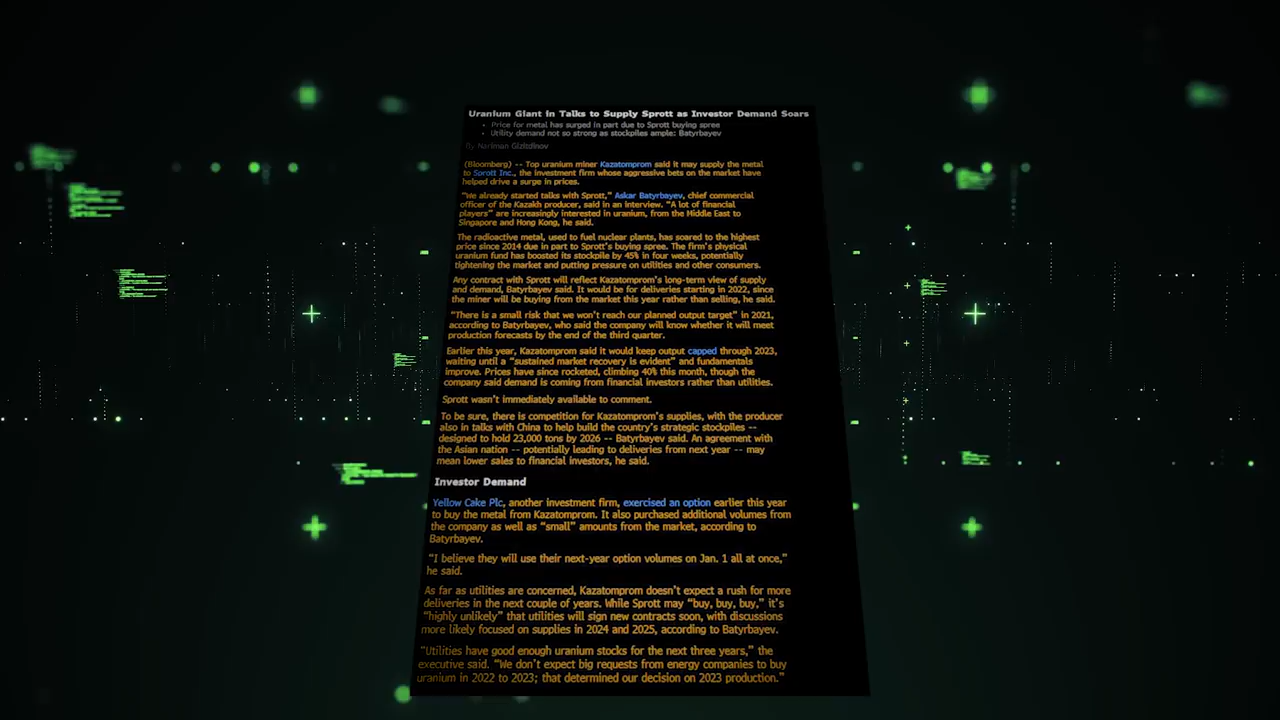 Uranium Giant in Talks to Supply Sprott as Investor Demand Soars
• Price for metal has surged in part due to Sprott buying spree
• Utility demand not so strong as stockpiles ample: Batyrbayev
By Nariman Gizitdinov
(Bloomberg) -- Top uranium miner Kazatomprom said it may supply the metal
to Sprott Inc., the investment firm whose aggressive bets on the market have
helped drive a surge in prices.
"We already started talks with Sprott," Askar Batyrbayev, chief commercial
officer of the Kazakh producer, said in an interview. "A lot of financial
players" are increasingly interested in uranium, from the Middle East to
Singapore and Hong Kong, he said.
The radioactive metal, used to fuel nuclear plants, has soared to the highest
price since 2014 due in part to Sprott's buying spree. The firm's physical
uranium fund has boosted its stockpile by 45% in four weeks, potentially
tightening the market and putting pressure on utilities and other consumers.
Any contract with Sprott will reflect Kazatomprom's long-term view of supply
and demand, Batyrbayev said. It would be for deliveries starting in 2022, since
the miner will be buying from the market this year rather than selling, he said.
"There is a small risk that we won't reach our planned output target" in 2021,
according to Batyrbayev, who said the company will know whether it will meet
production forecasts by the end of the third quarter.
Earlier this year, Kazatomprom said it would keep output capped through 2023,
waiting until a "sustained market recovery is evident" and fundamentals
improve. Prices have since rocketed, climbing 40% this month, though the
company said demand is coming from financial investors rather than utilities.
Sprott wasn't immediately available to comment.
To be sure, there is competition for Kazatomprom's supplies, with the producer
also in talks with China to help build the country's strategic stockpiles --
designed to hold 23,000 tons by 2026 -- Batyrbayev said. An agreement with
the Asian nation -- potentially leading to deliveries from next year -- may
mean lower sales to financial investors, he said.
Investor Demand
Yellow Cake Plc, another investment firm, exercised an option earlier this year
to buy the metal from Kazatomprom. It also purchased additional volumes from
the company as well as "small" amounts from the market, according to
Batyrbayev.
"I believe they will use their next-year option volumes on Jan. 1 all at once,"
he said.
As far as utilities are concerned, Kazatomprom doesn't expect a rush for more
deliveries in the next couple of years. While Sprott may "buy, buy, buy," it's
"highly unlikely" that utilities will sign new contracts soon, with discussions
more likely focused on supplies in 2024 and 2025, according to Batyrbayev.
"Utilities have good enough uranium stocks for the next three years," the
executive said. "We don't expect big requests from energy companies to buy
uranium in 2022 to 2023; that determined our decision on 2023 production."